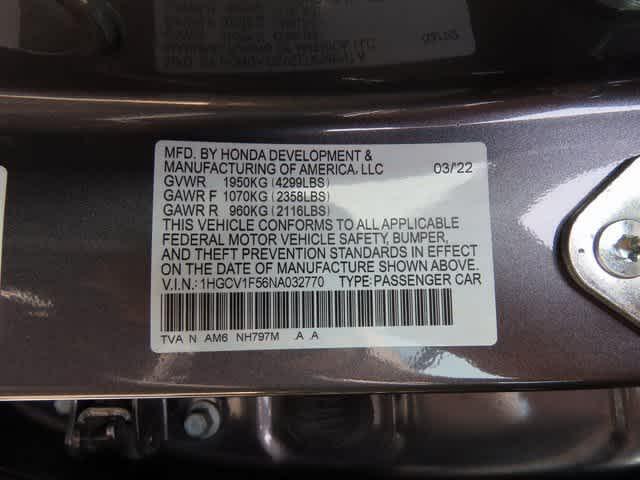 MFD. BY HONDA DEVELOPMENT &
MANUFACTURING OF AMERICA, LLC 03/'22
GVWR 1950KG(4299LBS)
GAWR F 1070KG(2358LBS)
GAWR R 960KG(2116LBS)
THIS VEHICLE CONFORMS TO ALL APPLICABLE
FEDERAL MOTOR VEHICLE SAFETY, BUMPER,
AND THEFT PREVENTION STANDARDS IN EFFECT
ON THE DATE OF MANUFACTURE SHOWN ABOVE.
V.I.N.:1HGCV1F56NA032770 TYPE:PASSENGER CAR
TVA N AM6 NH797M .A .A